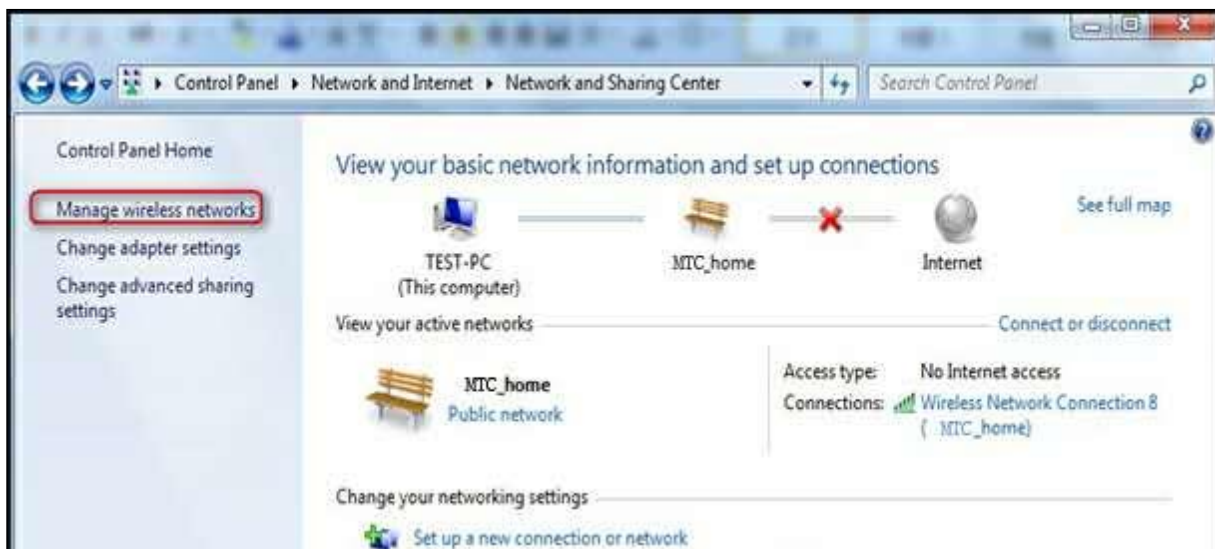 Control Panel
Network and Internet
Network and Sharing Center
Search Control Panel
Control Panel Home
Manage wireless networks
Change adapter settings
Change advanced sharing
settings
View your basic network information and set up connections
See full map
TEST-PC
(This computer)
MTC_home
Internet
View your active networks
Connect or disconnect
MTC_home
Public network
Access type: No Internet access
Connections: Wireless Network Connection 8
( MTC_home)
Change your networking settings
Set up a new connection or network